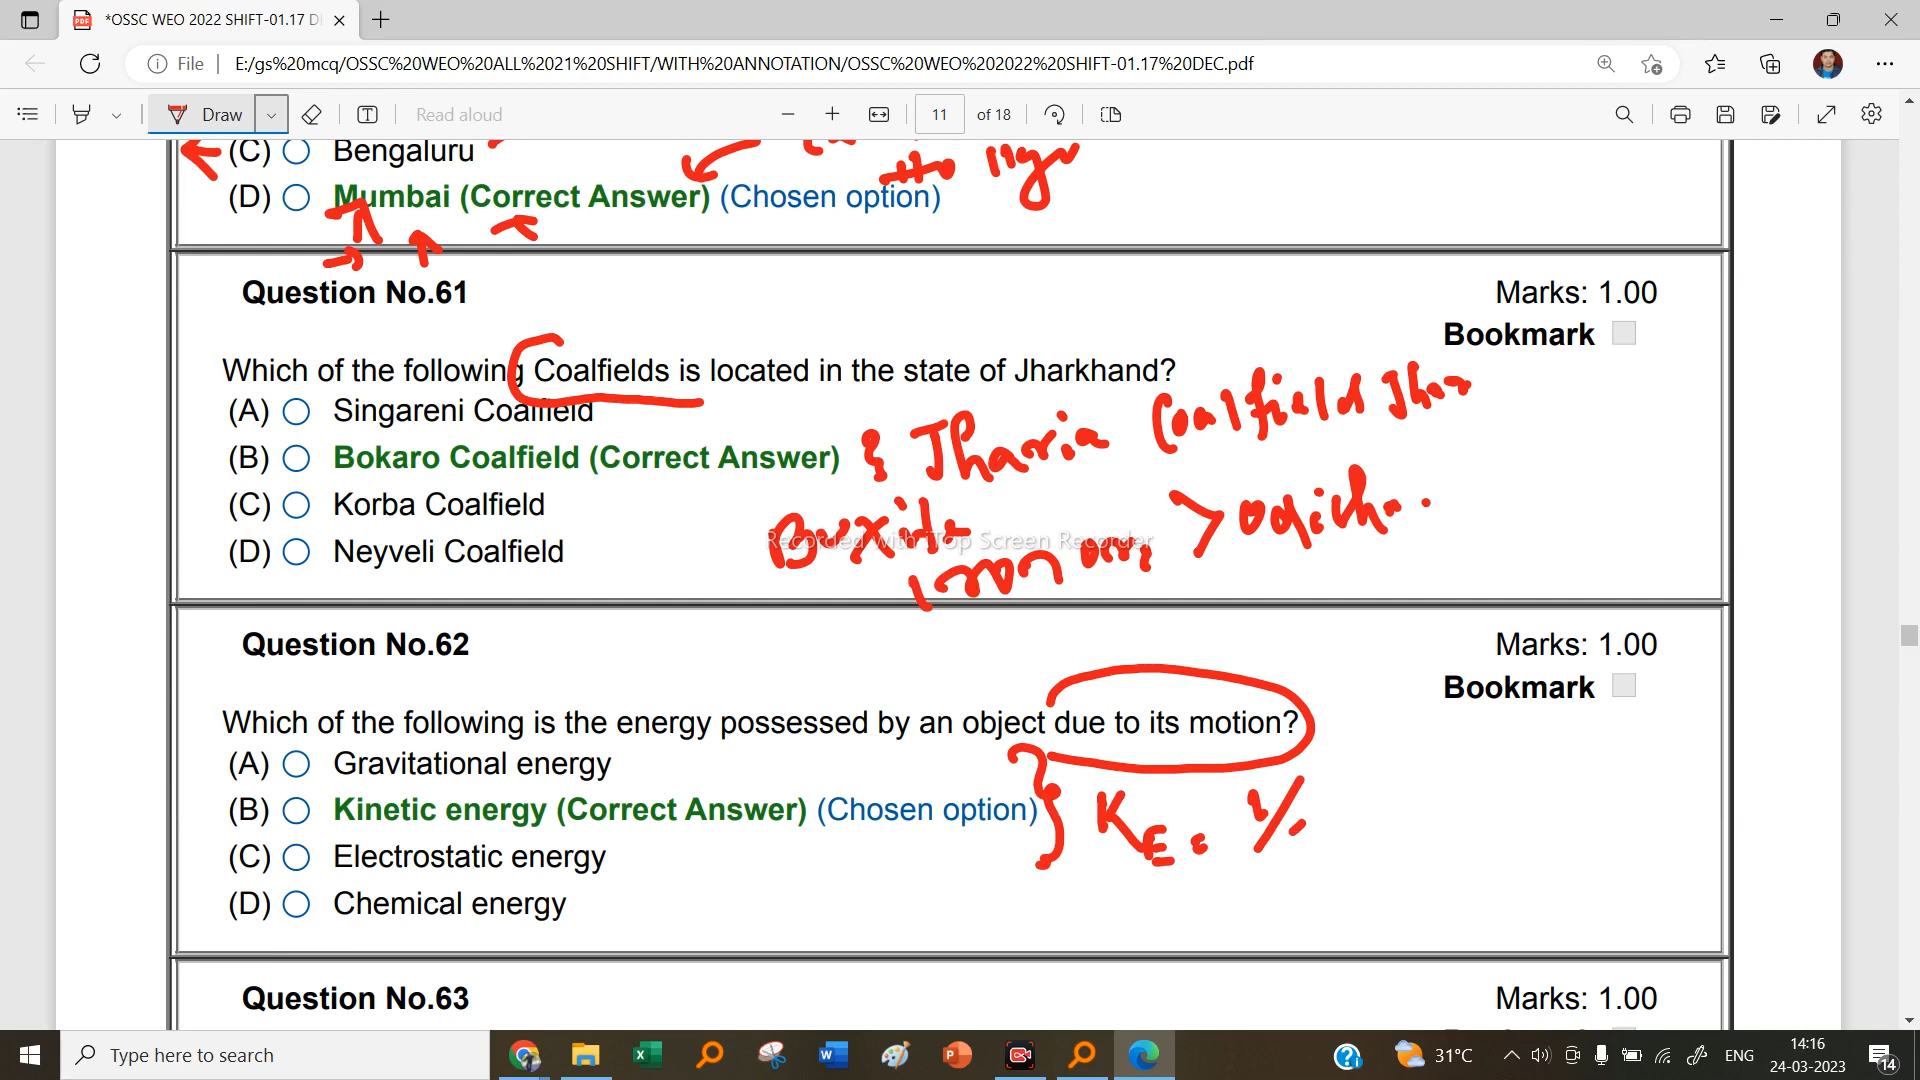 *OSSC WEO 2022 SHIFT-01.17 D
File
E:/gs%20mcq/OSSC%20WEO%20ALL%2021%20SHIFT/WITH%20ANNOTATION/OSSC%20WEO%202022%20SHIFT-01.17%20DEC.pdf
Draw
Read aloud
11 of 18
(C) Bengaluru
(D) Mumbai (Correct Answer) (Chosen option)
Question No.61
Marks: 1.00
Bookmark
Which of the following Coalfields is located in the state of Jharkhand?
(A) Singareni Coalfield
(B) Bokaro Coalfield (Correct Answer)
Jharia Coalfield Jhar
(C) Korba Coalfield
(D) Neyveli Coalfield
Recorded with iTop Screen Recorder
Question No.62
Marks: 1.00
Bookmark
Which of the following is the energy possessed by an object due to its motion?
(A) Gravitational energy
(B) Kinetic energy (Correct Answer) (Chosen option)
KE
(C) Electrostatic energy
(D) Chemical energy
Question No.63
Marks: 1.00
Type here to search
31°C
ENG
14:16
24-03-2023
14